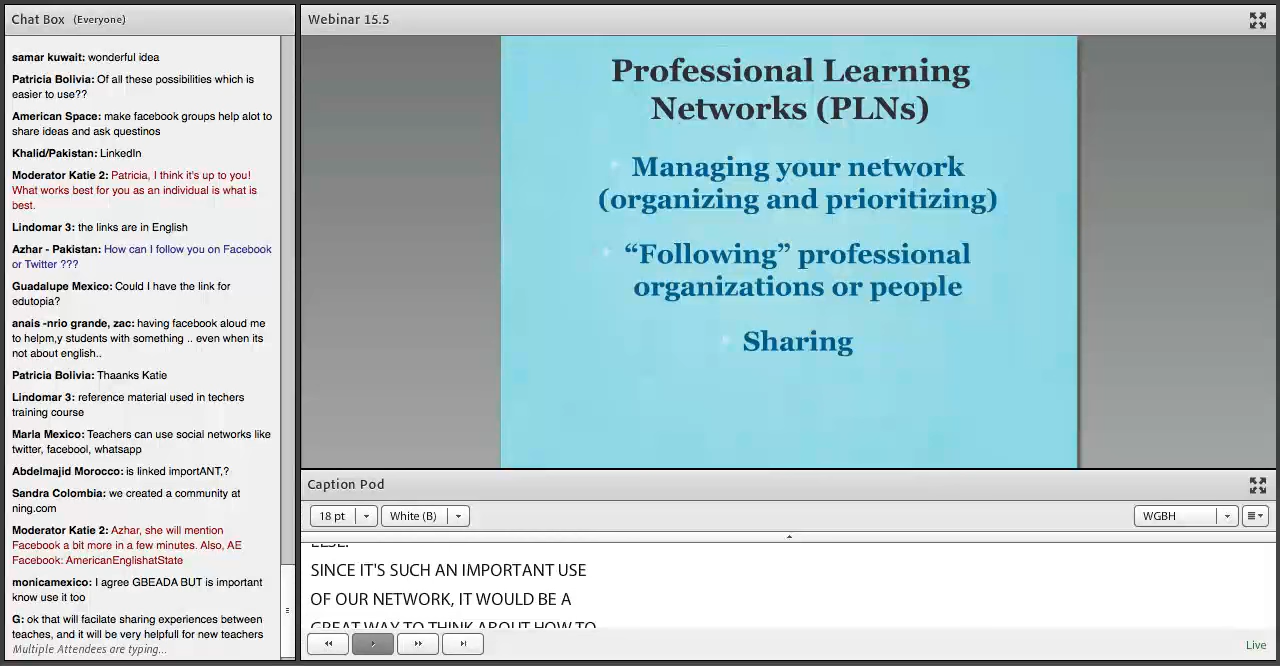 Chat Box (Everyone)
samar kuwait: wonderful idea
Patricia Bolivia: Of all these possibilities which is
easier to use??
American Space: make facebook groups help alot to
share ideas and ask questinos
Khalid/Pakistan: LinkedIn
Moderator Katie 2: Patricia, I think it's up to you!
What works best for you as an individual is what is
best.
Lindomar 3: the links are in English
Azhar - Pakistan: How can I follow you on Facebook
or Twitter ???
Guadalupe Mexico: Could I have the link for
edutopia?
anais -nrio grande, zac: having facebook aloud me
to helpm,y students with something .. even when its
not about english..
Patricia Bolivia: Thaanks Katie
Lindomar 3: reference material used in techers
training course
Marla Mexico: Teachers can use social networks like
twitter, facebool, whatsapp
Abdelmajid Morocco: is linked importANT,?
Sandra Colombia: we created a community at
ning.com
Moderator Katie 2: Azhar, she will mention
Facebook a bit more in a few minutes. Also, AE
Facebook: AmericanEnglishatState
monicamexico: I agree GBEADA BUT is important
know use it too
G: ok that will facilate sharing experiences between
teaches, and it will be very helpfull for new teachers
Multiple Attendees are typing...
Webinar 15.5
Professional Learning
Networks (PLNs)
Managing your network
(organizing and prioritizing)
“Following” professional
organizations or people
Sharing
Caption Pod
18 pt
White (B)
WGBH
ELSE.
SINCE IT'S SUCH AN IMPORTANT USE
OF OUR NETWORK, IT WOULD BE A
GREAT WAY TO THINK ABOUT HOW TO
Live